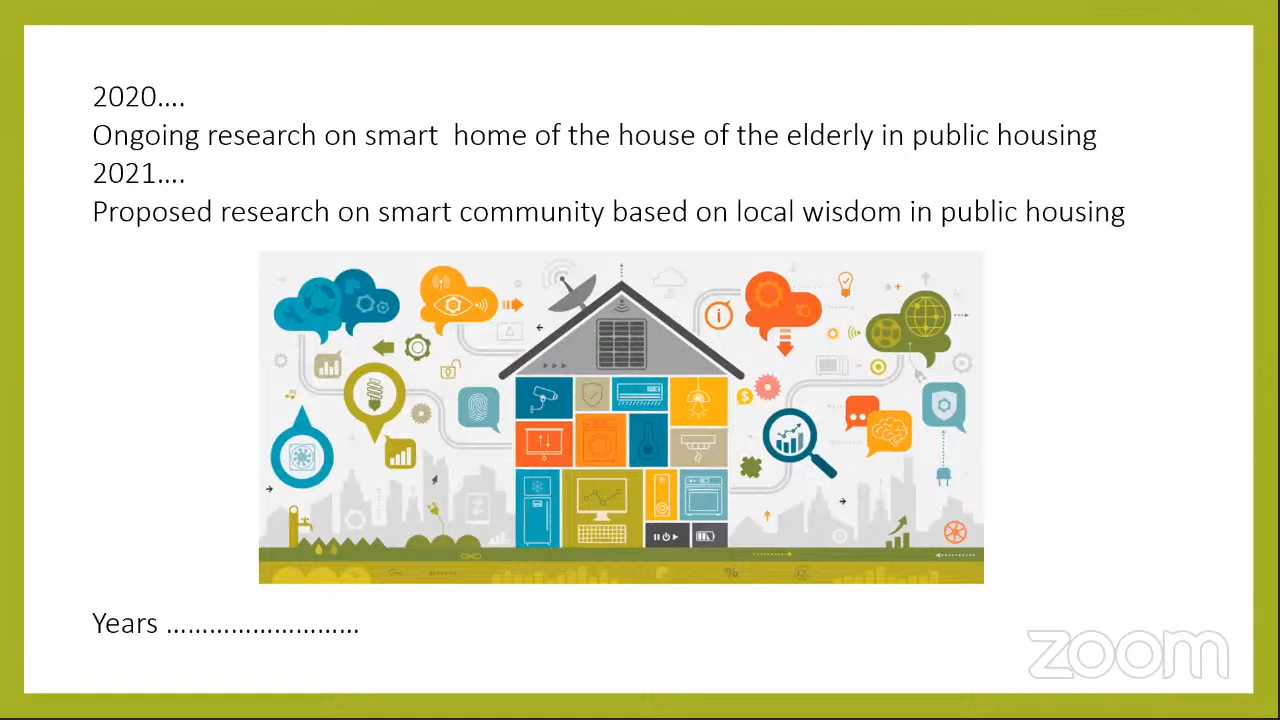 2020....
Ongoing research on smart  home of the house of the elderly in public housing
2021....
Proposed research on smart community based on local wisdom in public housing
i
$
%
Years ………………………
zoom